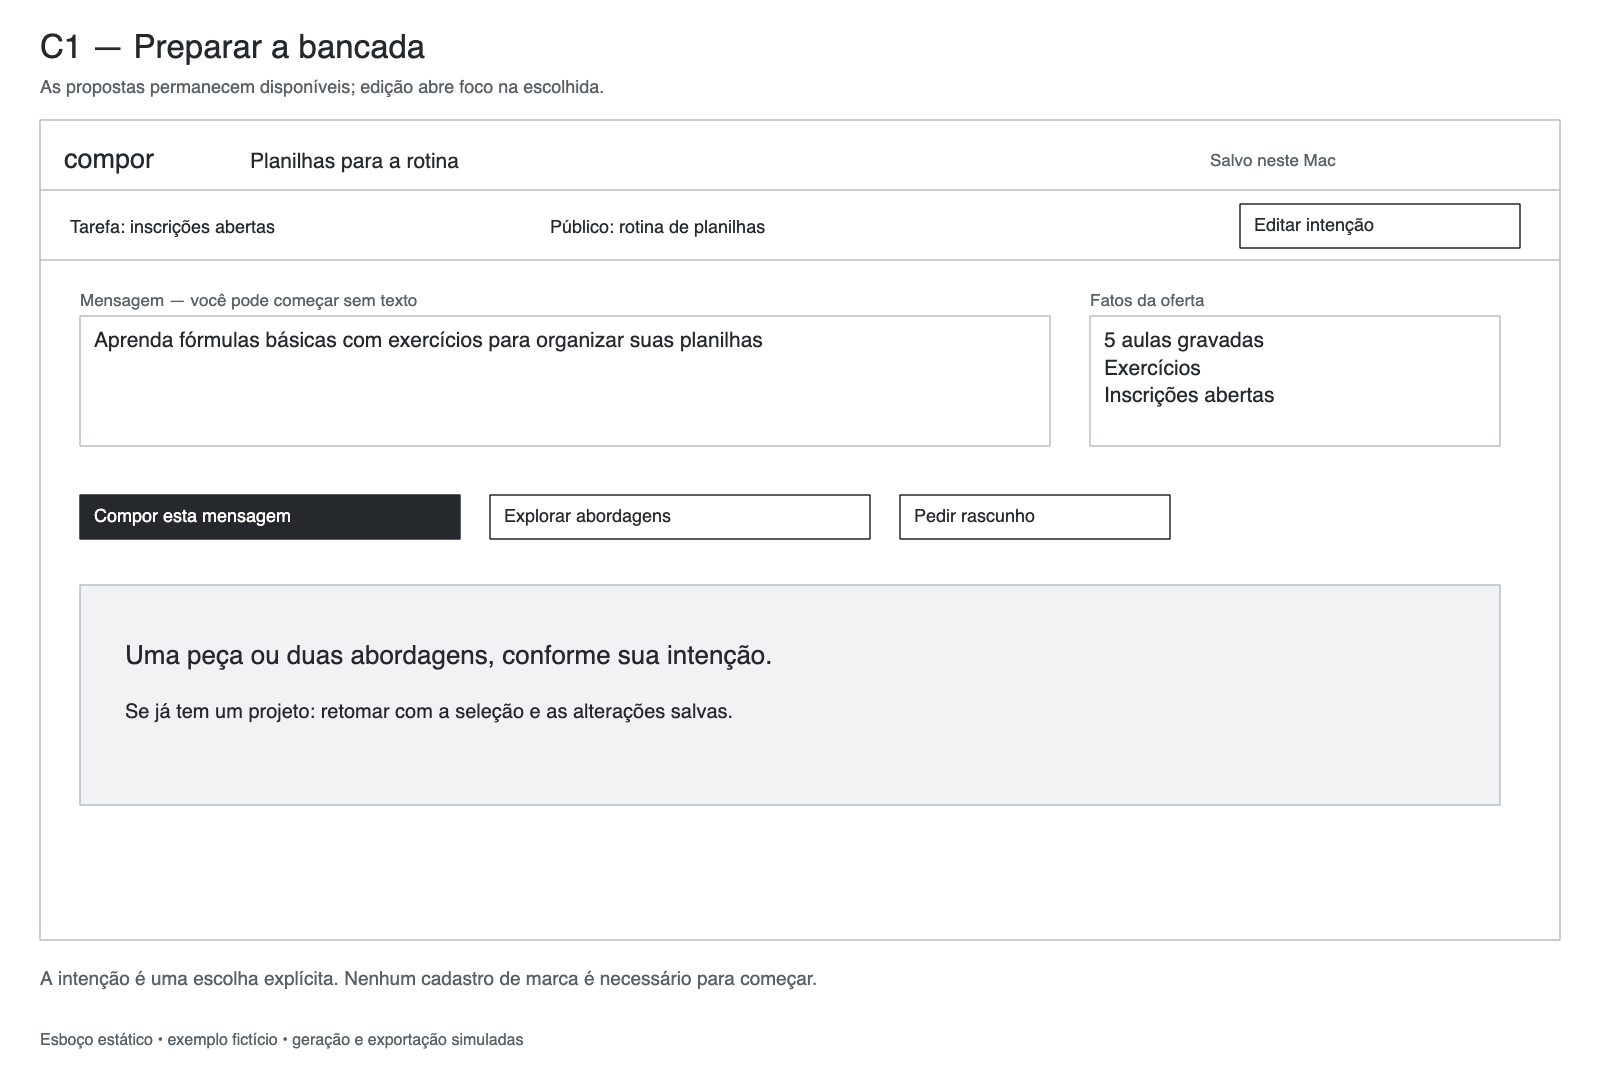 C1 — Preparar a bancada
As propostas permanecem disponíveis; edição abre foco na escolhida.
compor
Planilhas para a rotina
Salvo neste Mac
Tarefa: inscrições abertas
Público: rotina de planilhas
Editar intenção
Mensagem — você pode começar sem texto
Fatos da oferta
Aprenda fórmulas básicas com exercícios para organizar suas planilhas
5 aulas gravadas
Exercícios
Inscrições abertas
Compor esta mensagem
Explorar abordagens
Pedir rascunho
Uma peça ou duas abordagens, conforme sua intenção.
Se já tem um projeto: retomar com a seleção e as alterações salvas.
A intenção é uma escolha explícita. Nenhum cadastro de marca é necessário para começar.
Esboço estático • exemplo fictício • geração e exportação simuladas